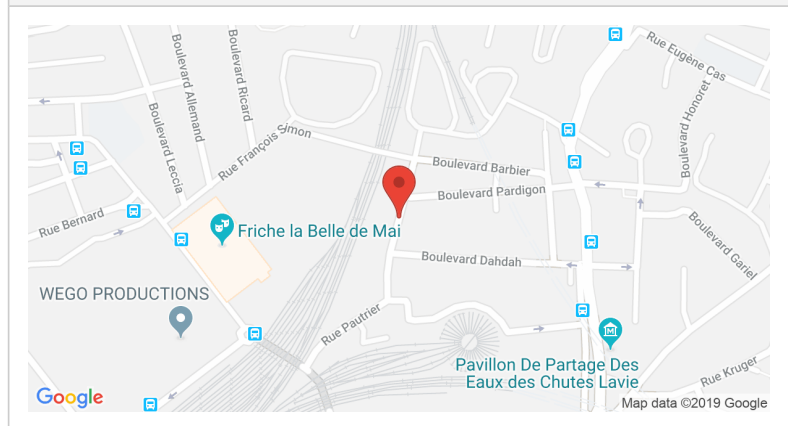 Rue Eugène Cas
Boulevard Ricard
Boulevard Allemand
Boulevard Leccia
Boulevard Honoret
Rue François Simon
Boulevard Barbier
Boulevard Pardigon
Rue Bernard
Friche la Belle de Mai
Boulevard Gariel
Boulevard Dahdah
WEGO PRODUCTIONS
Rue Pautrier
Pavillon De Partage Des
Eaux des Chutes Lavie
Rue Kruger
Google
Map data ©2019 Google